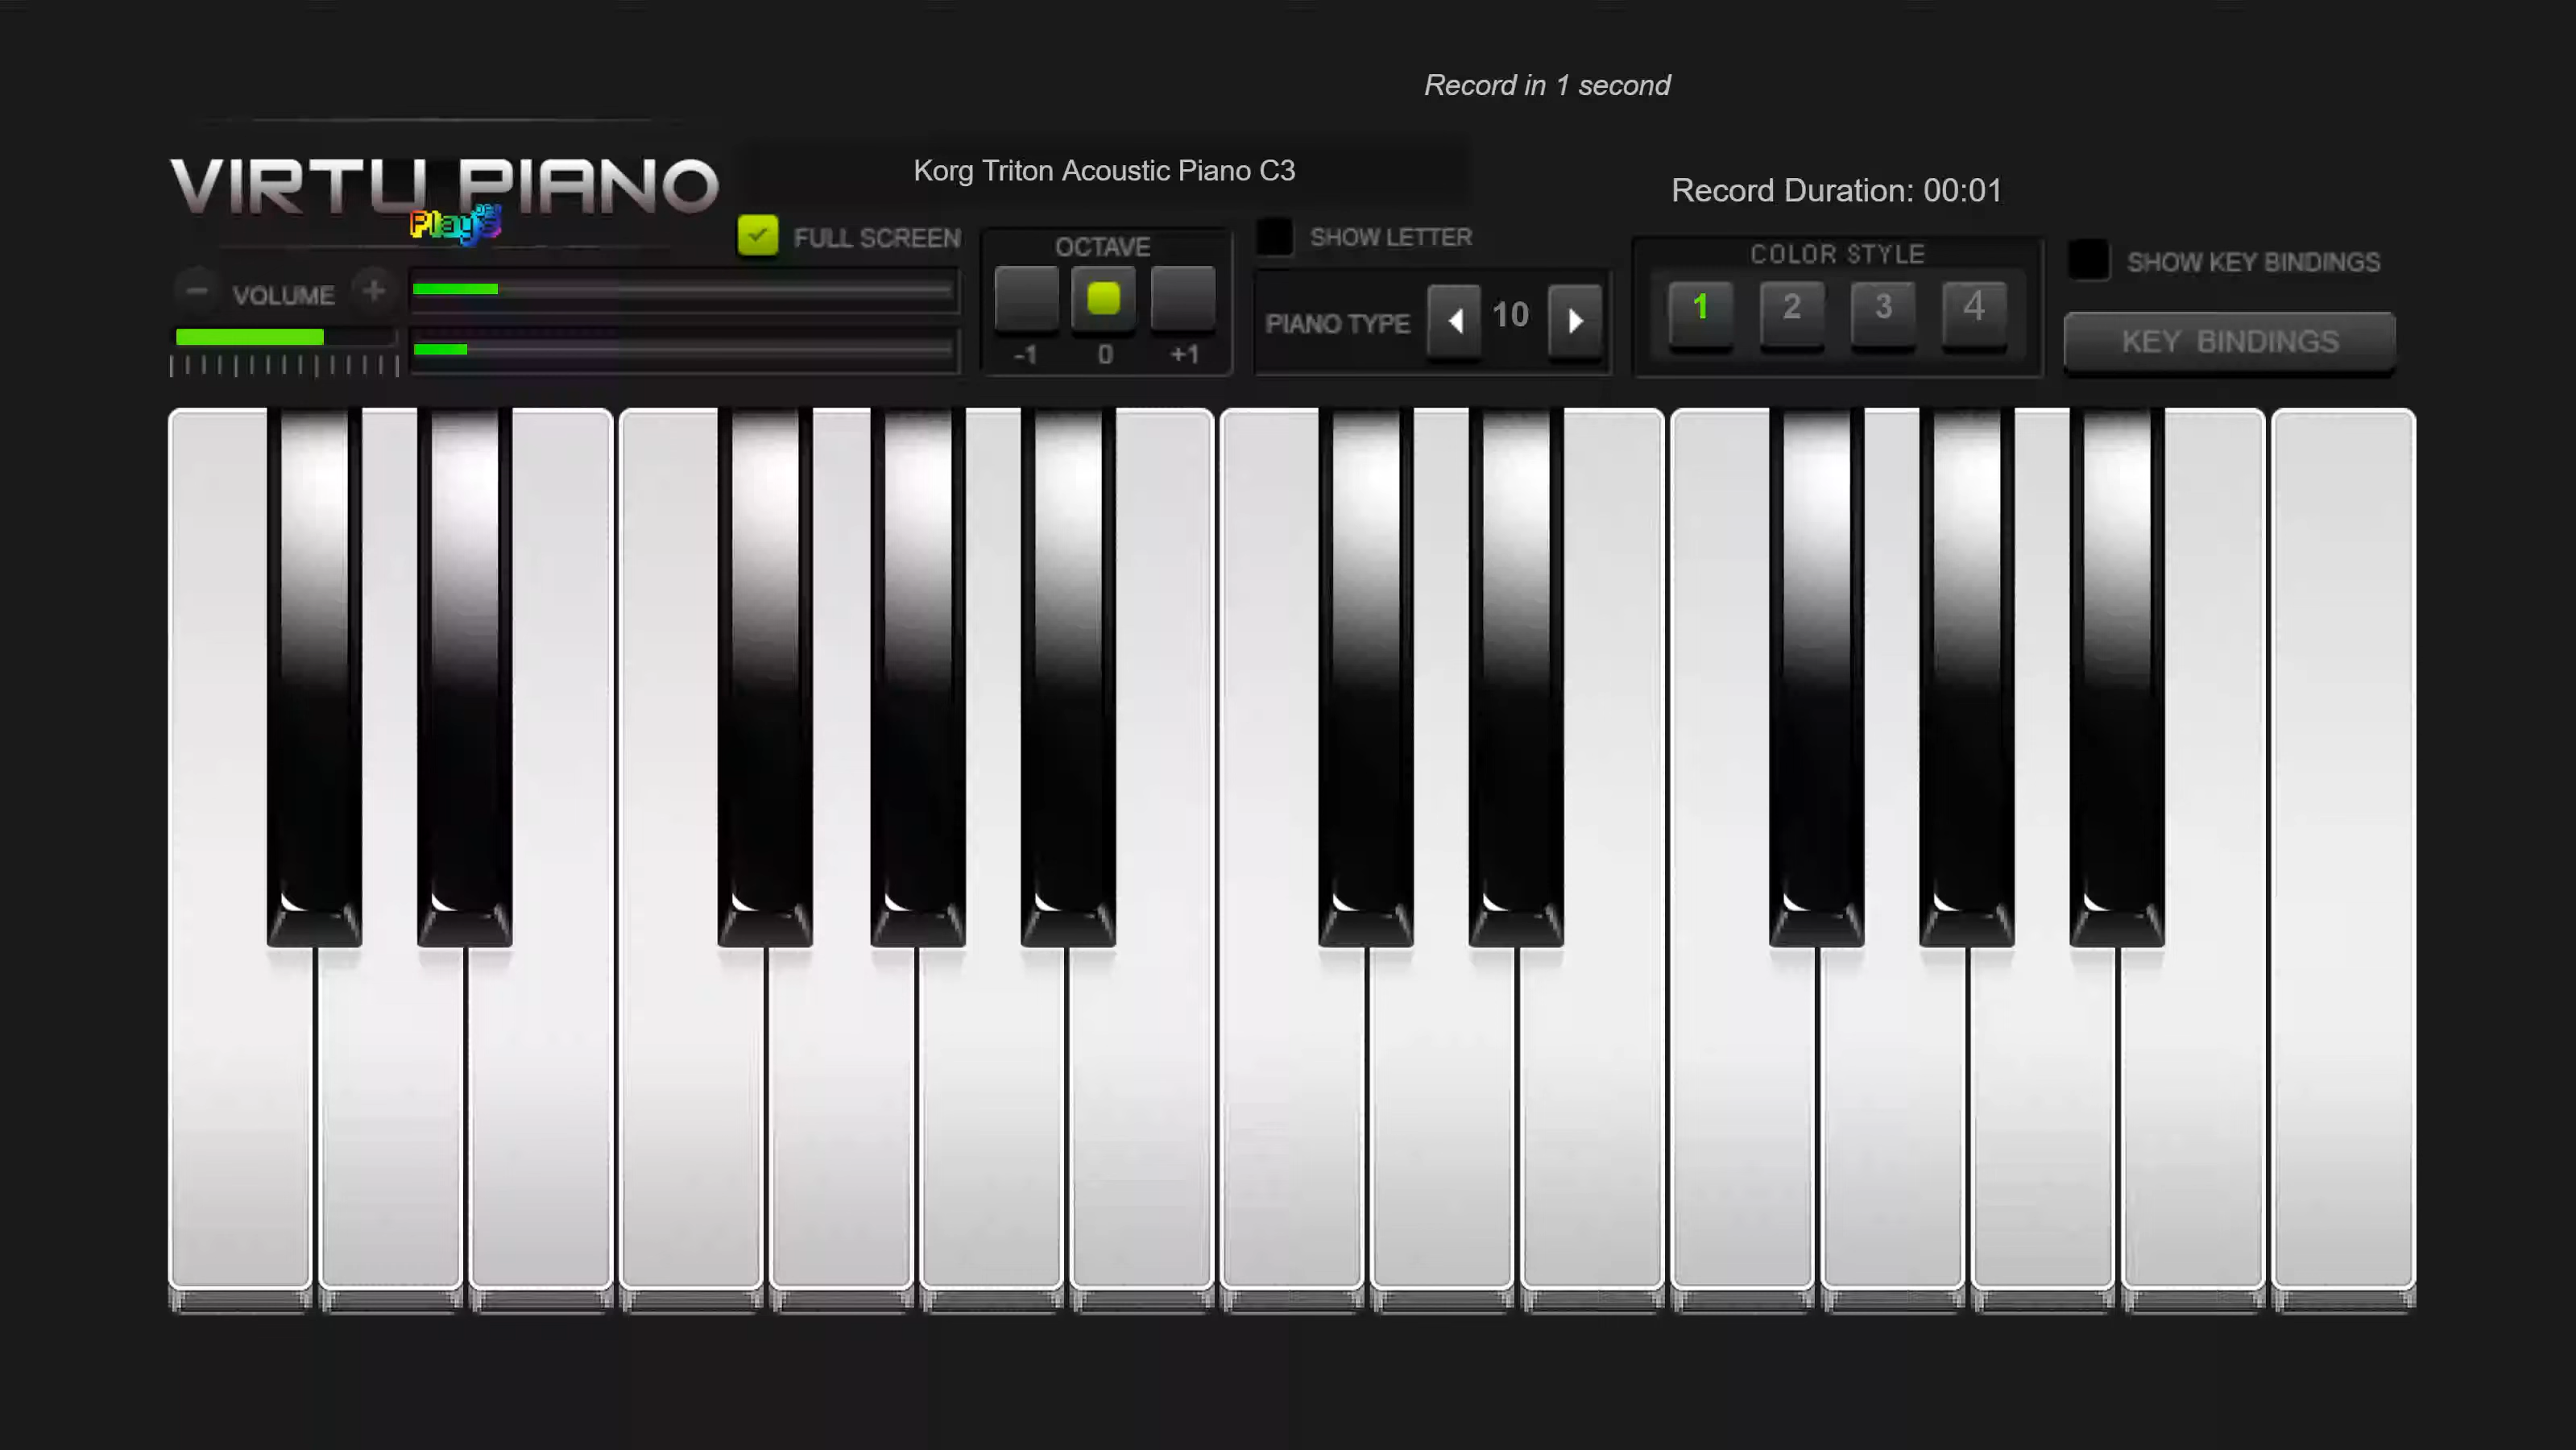 Record in 1 second
VIRTU PIANO
Plays
Korg Triton Acoustic Piano C3
Record Duration: 00:01
FULL SCREEN
OCTAVE
-1 0 +1
SHOW LETTER
PIANO TYPE 10
COLOR STYLE
1 2 3 4
SHOW KEY BINDINGS
KEY BINDINGS
− VOLUME +